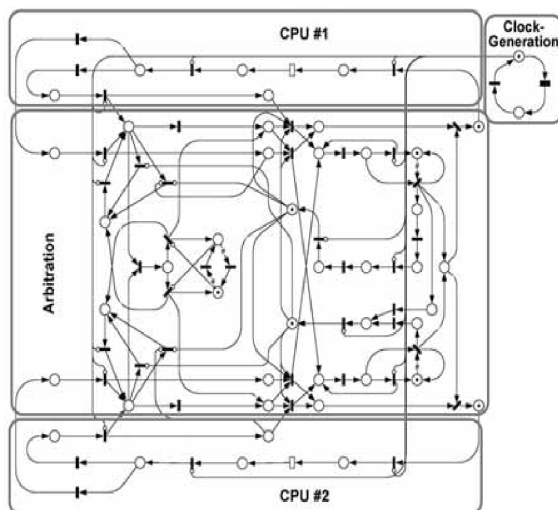 CPU #1
Clock-
Generation
Arbitration
CPU #2